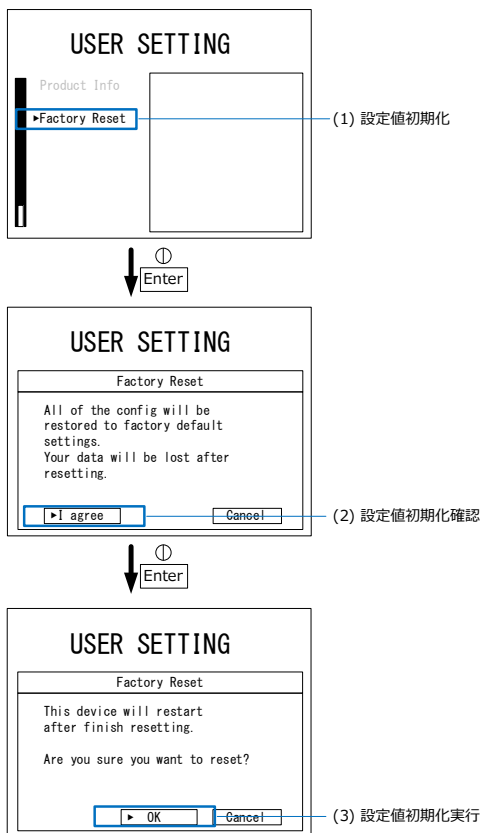 USER SETTING
Product Info
▶Factory Reset
(1) 設定値初期化
Enter
USER SETTING
Factory Reset
All of the config will be
restored to factory default
settings.
Your data will be lost after
resetting.
▶I agree Cancel
(2) 設定値初期化確認
Enter
USER SETTING
Factory Reset
This device will restart
after finish resetting.
Are you sure you want to reset?
▶ OK Cancel
(3) 設定値初期化実行